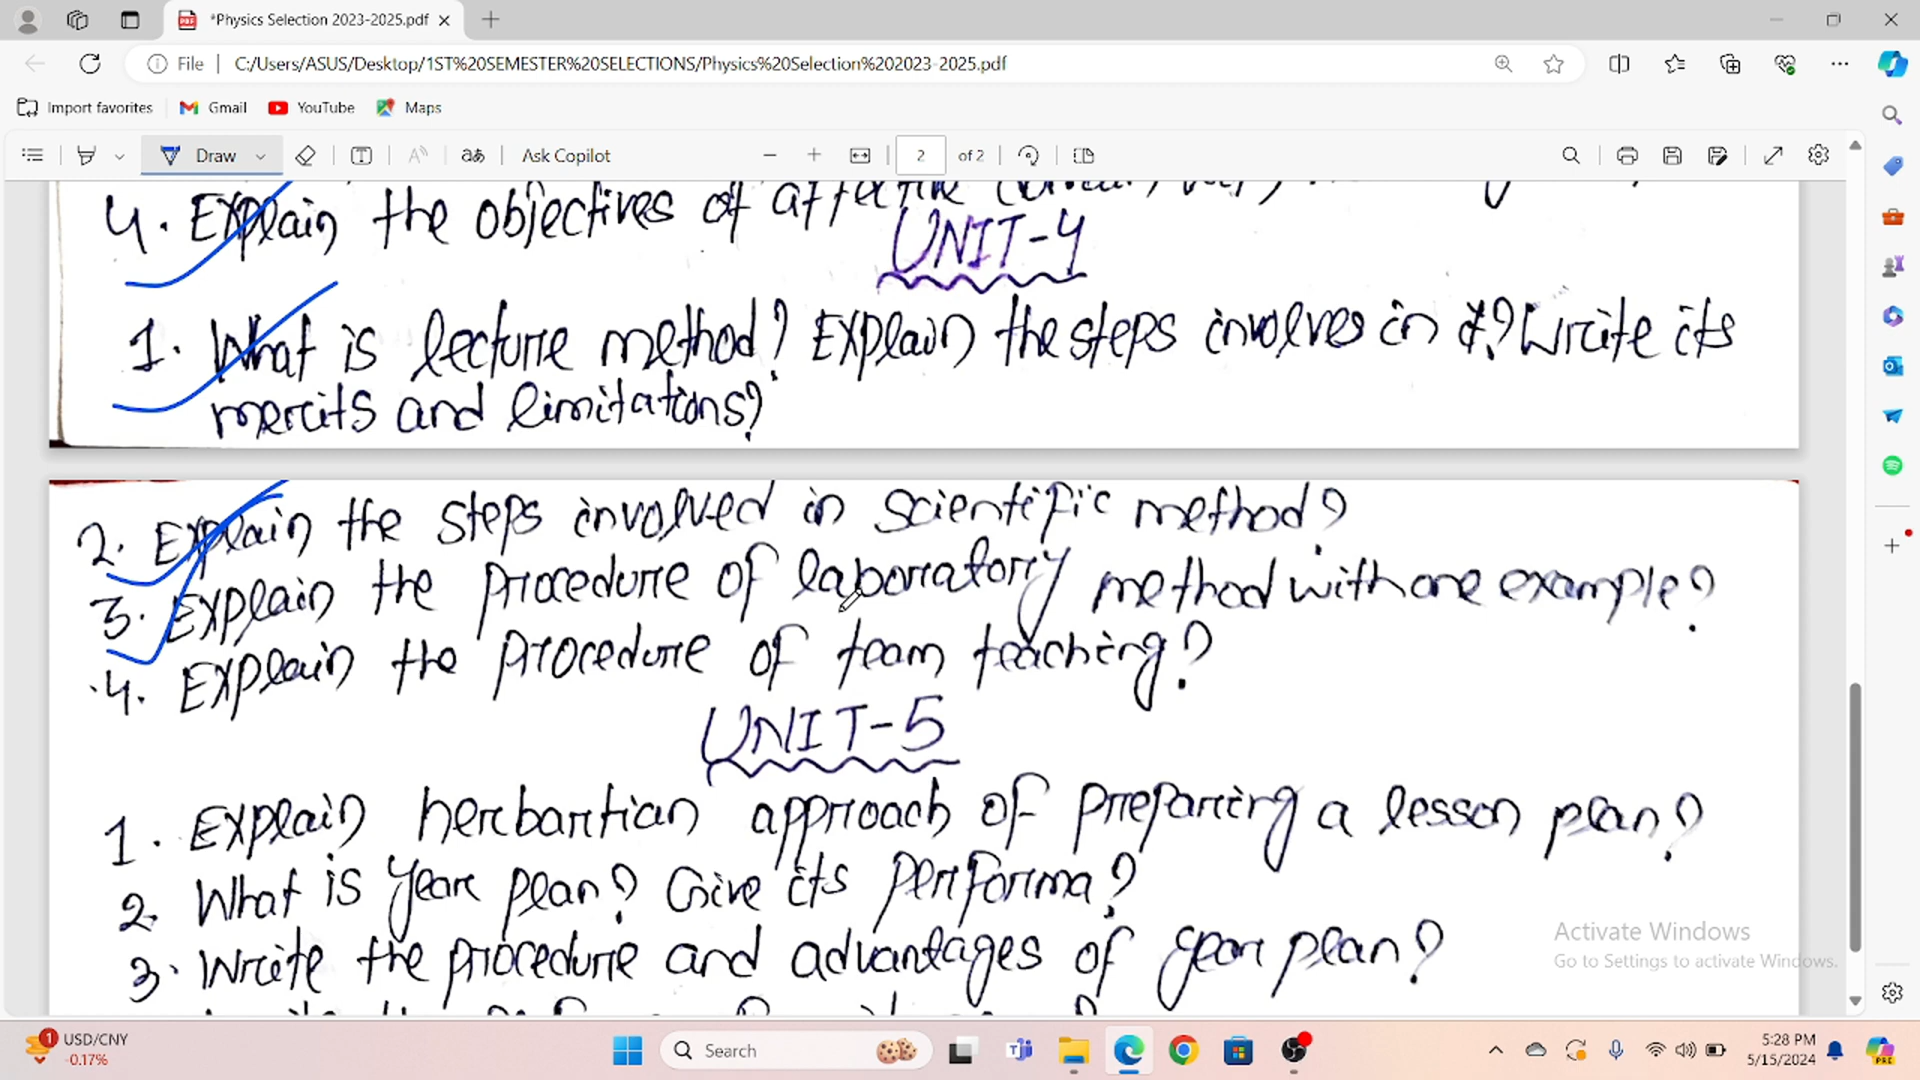 *Physics Selection 2023-2025.pdf
File
C:/Users/ASUS/Desktop/1ST%20SEMESTER%20SELECTIONS/Physics%20Selection%202023-2025.pdf
Import favorites Gmail YouTube Maps
Draw Ask Copilot 2 of 2
4. Explain the objectives of
UNIT-4
1. What is lecture method? Explain the steps involves in it? Write its
merits and limitations?
2. Explain the steps involved in scientific method?
3. Explain the procedure of laboratory method with one example?
4. Explain the procedure of team teaching?
UNIT-5
1. Explain herbartian approach of preparing a lesson plan?
2. What is year plan? Give its performa?
3. Write the procedure and advantages of year plan?
Activate Windows
Go to Settings to activate Windows.
USD/CNY
-0.17%
Search
5:28 PM
5/15/2024